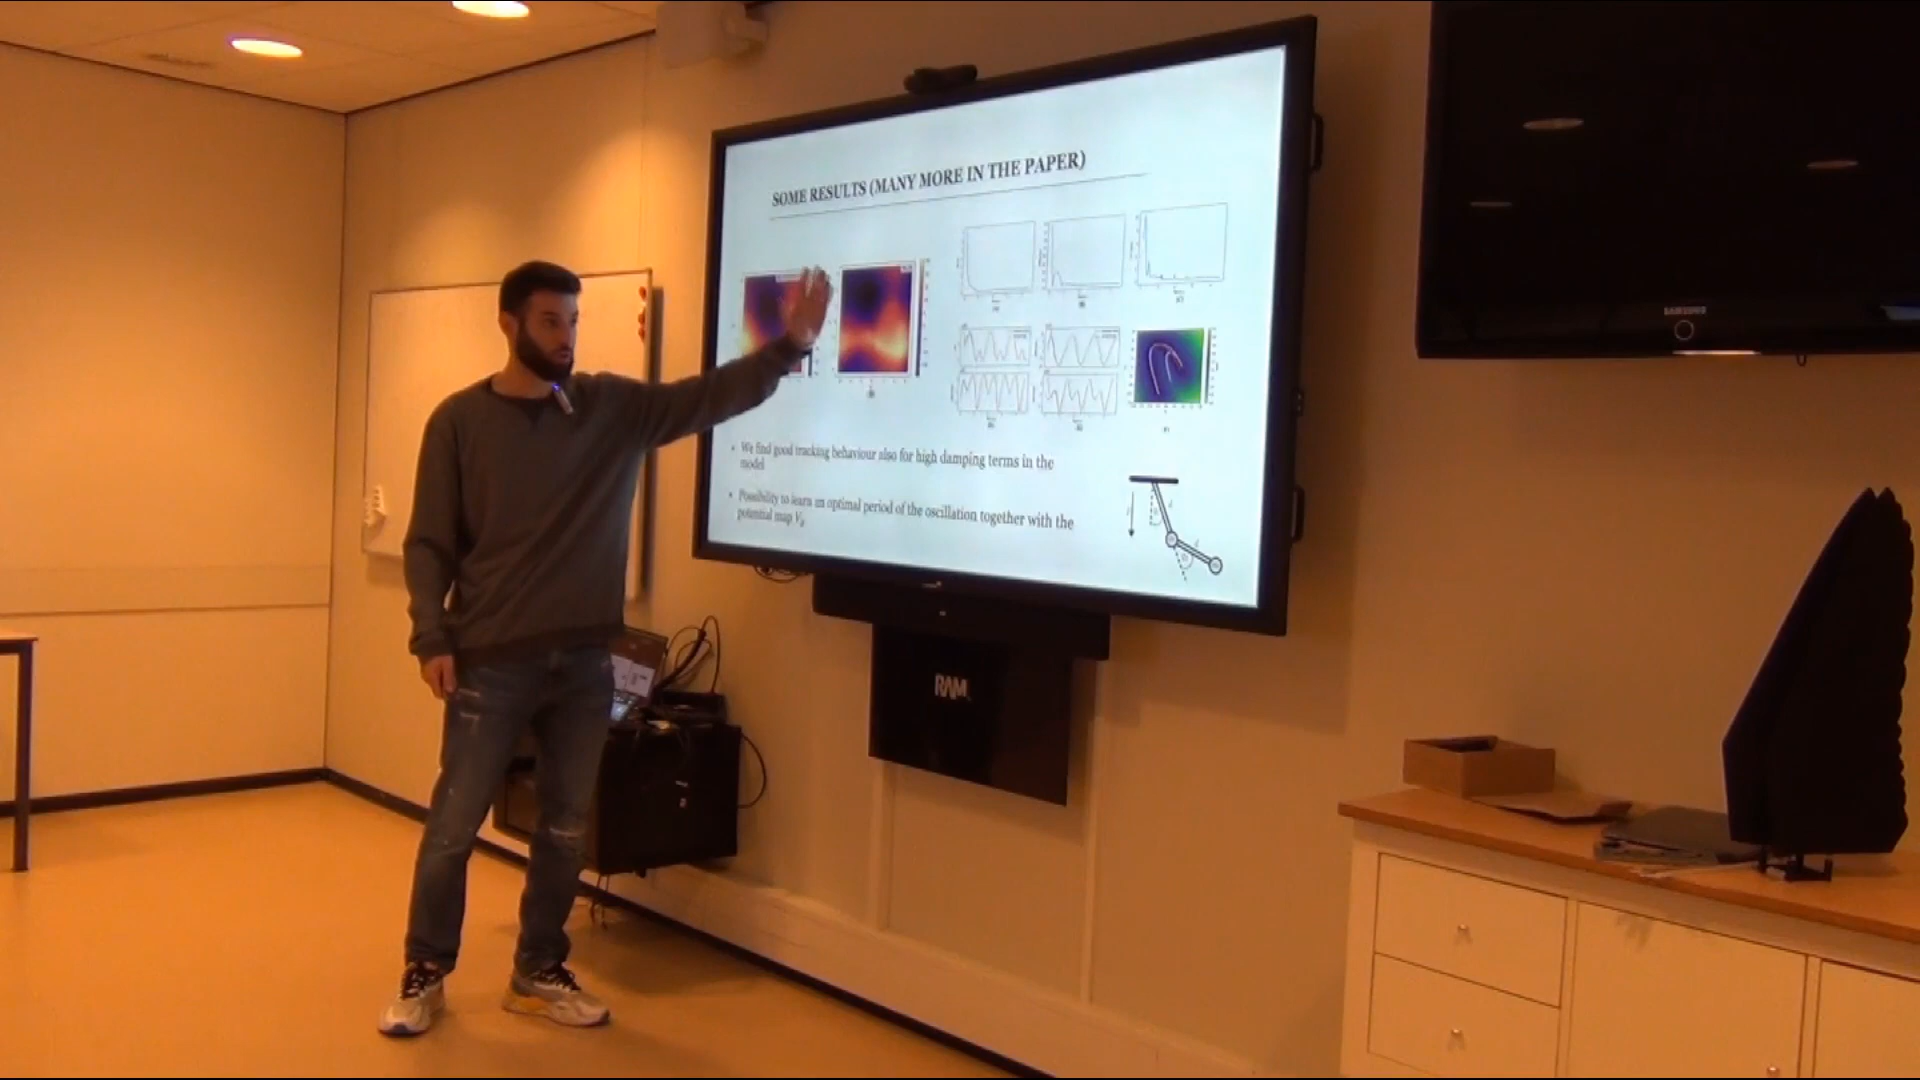 SOME RESULTS (MANY MORE IN THE PAPER)
• We find good tracking behaviour also for high damping terms in the
model
• Possibility to learn an optimal period of the oscillation together with the
potential map V
RAM
SAMSUNG